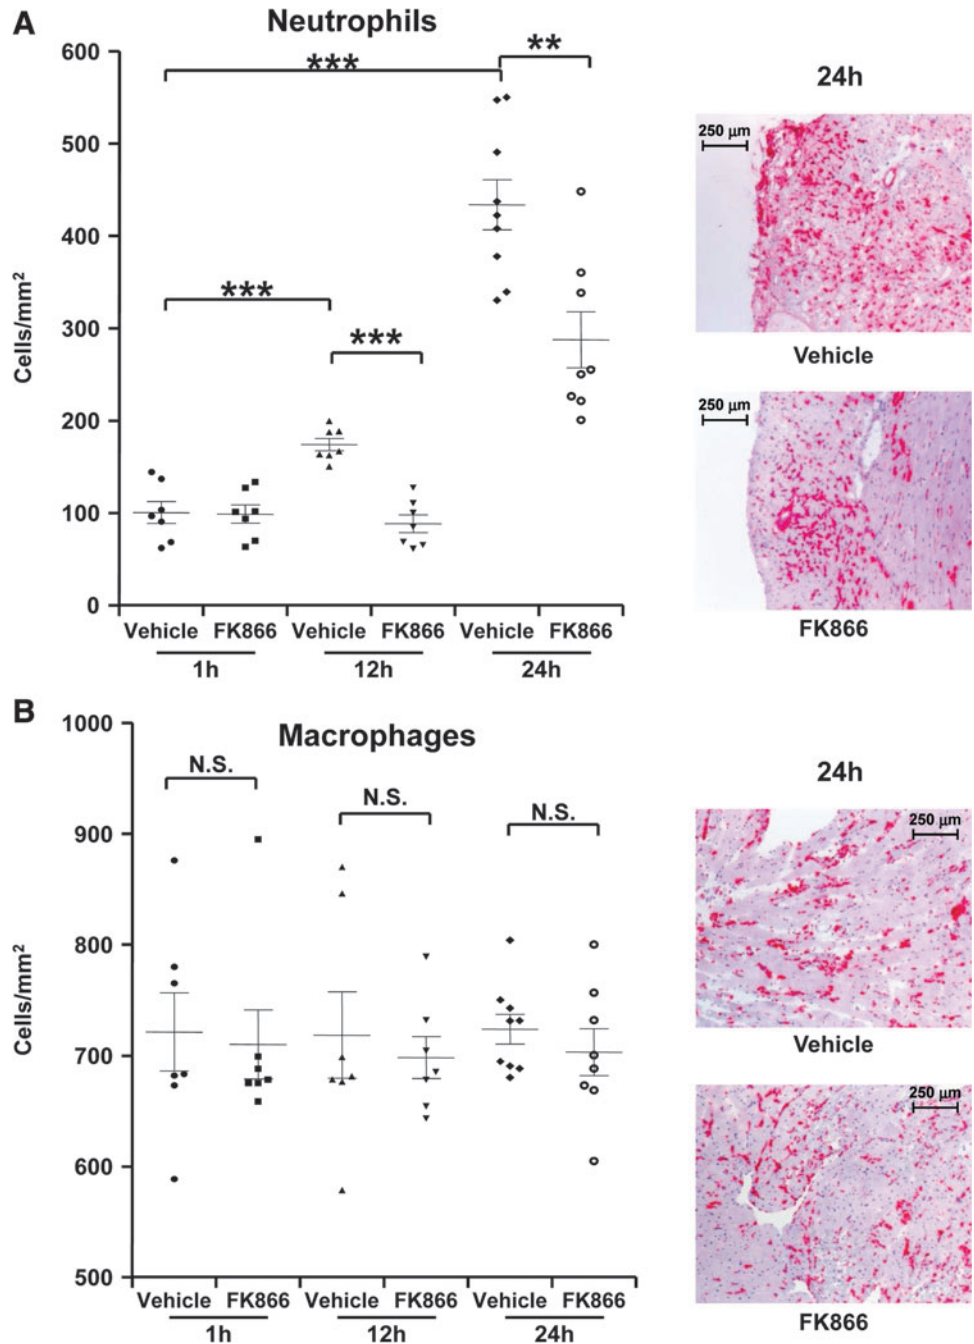 A
Neutrophils
600
500
400
300
200
100
0
Cells/mm²
***
**
***
***
Vehicle FK866 Vehicle FK866 Vehicle FK866
1h 12h 24h
24h
250 µm
Vehicle
250 µm
FK866
B
Macrophages
1000
900
800
700
600
500
Cells/mm²
N.S.
N.S.
N.S.
Vehicle FK866 Vehicle FK866 Vehicle FK866
1h 12h 24h
24h
250 µm
Vehicle
250 µm
FK866